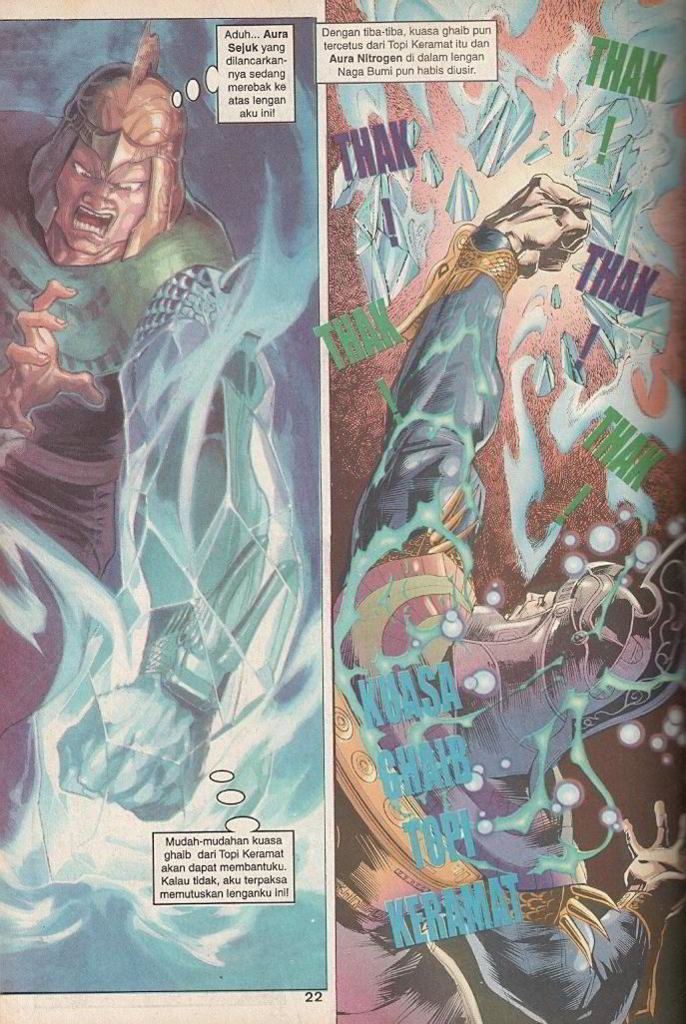 Aduh... Aura
Sejuk yang
dilancarkan-
nya sedang
merebak ke
atas lengan
aku ini!
Mudah-mudahan kuasa
ghaib dari Topi Keramat
akan dapat membantuku.
Kalau tidak, aku terpaksa
memutuskan lenganku ini!
22
Dengan tiba-tiba, kuasa ghaib pun
tercetus dari Topi Keramat itu dan
Aura Nitrogen di dalam lengan
Naga Bumi pun habis diusir.
THAK
!
THAK
!
THAK
!
THAK
!
THAK
!
KUASA
GHAIB
TOPI
KERAMAT